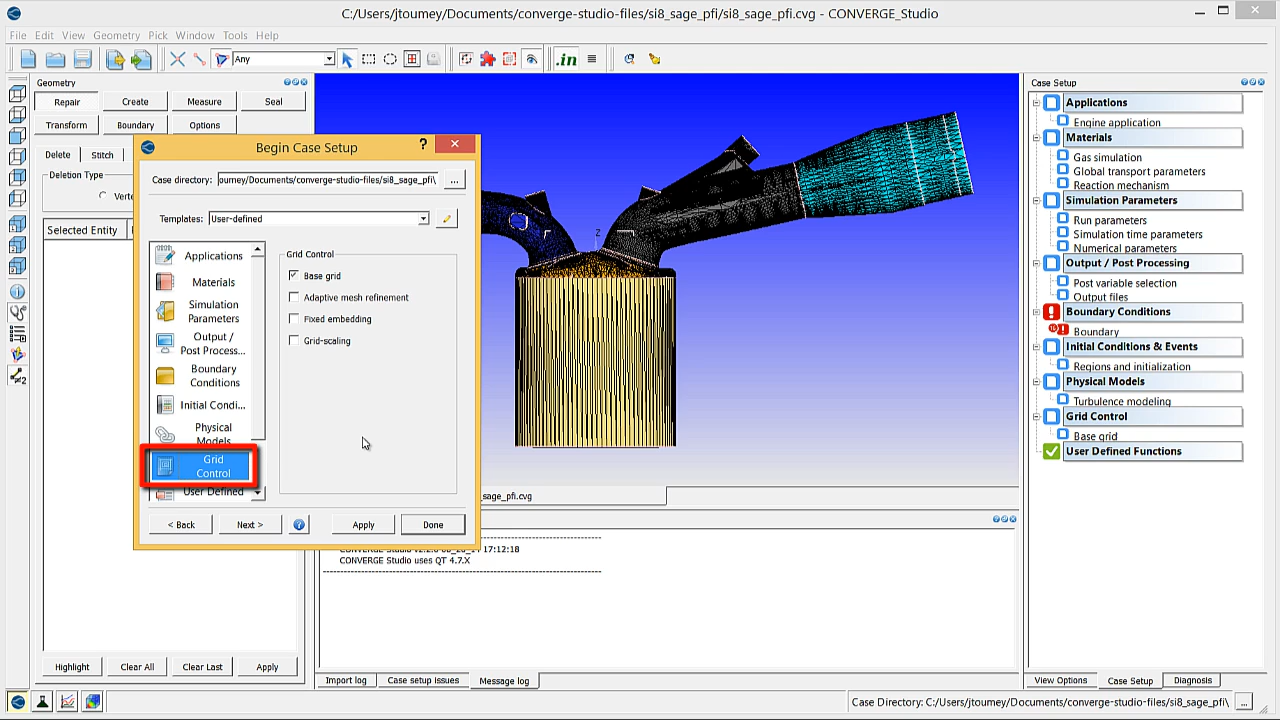 C:/Users/jtoumey/Documents/converge-studio-files/si8_sage_pfi/si8_sage_pfi.cvg - CONVERGE_Studio
File Edit View Geometry Pick Window Tools Help
Any
.in
Geometry
Repair Create Measure Seal
Transform Boundary Options
Delete Stitch
Deletion Type
Verte
Selected Entity
Begin Case Setup
Case directory: oumey/Documents/converge-studio-files/si8_sage_pfi\ ...
Templates: User-defined
Applications
Materials
Simulation
Parameters
Output /
Post Process...
Boundary
Conditions
Initial Condi...
Physical
Models
Grid
Control
User Defined
Grid Control
Base grid
Adaptive mesh refinement
Fixed embedding
Grid-scaling
< Back Next > Apply Done
Highlight Clear All Clear Last Apply
Z
_sage_pfi.cvg
17:12:18
CONVERGE Studio uses QT 4.7.X
Import log Case setup issues Message log
Case Setup
Applications
Engine application
Materials
Gas simulation
Global transport parameters
Reaction mechanism
Simulation Parameters
Run parameters
Simulation time parameters
Numerical parameters
Output / Post Processing
Post variable selection
Output files
Boundary Conditions
Boundary
Initial Conditions & Events
Regions and initialization
Physical Models
Turbulence modeling
Grid Control
Base grid
User Defined Functions
View Options Case Setup Diagnosis
Case Directory: C:/Users/jtoumey/Documents/converge-studio-files/si8_sage_pfi\ ...